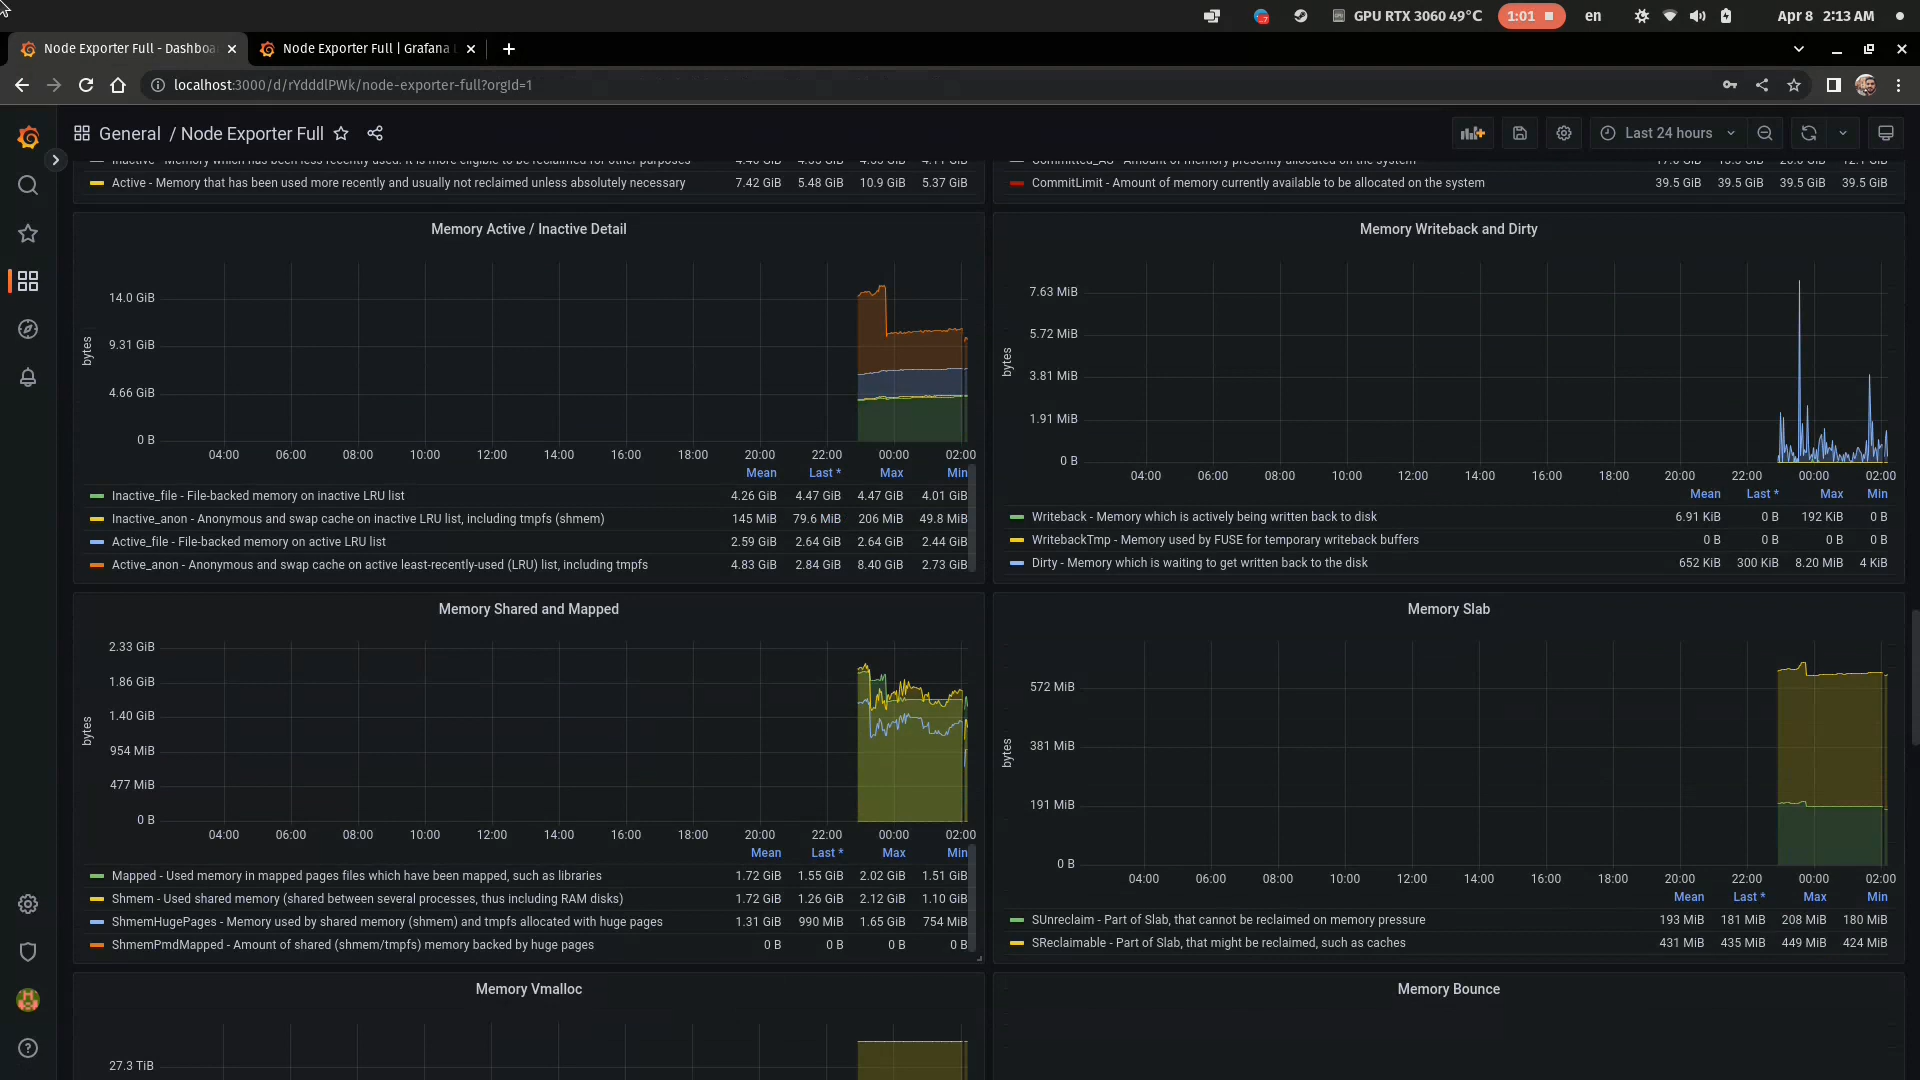 GPU RTX 3060 49°C 1:01 en Apr 8 2:13 AM
Node Exporter Full - Dashboa Node Exporter Full | Grafana
localhost:3000/d/rYdddlPWk/node-exporter-full?orgId=1
General / Node Exporter Full Last 24 hours
Inactive - Memory which has been less recently used. It is more eligible to be reclaimed for other purposes
Active - Memory that has been used more recently and usually not reclaimed unless absolutely necessary 7.42 GiB 5.48 GiB 10.9 GiB 5.37 GiB
Committed_AS - Amount of memory presently allocated on the system
CommitLimit - Amount of memory currently available to be allocated on the system 39.5 GiB 39.5 GiB 39.5 GiB 39.5 GiB
Memory Active / Inactive Detail
bytes
14.0 GiB
9.31 GiB
4.66 GiB
0 B
04:00 06:00 08:00 10:00 12:00 14:00 16:00 18:00 20:00 22:00 00:00 02:00
Mean Last * Max Min
Inactive_file - File-backed memory on inactive LRU list 4.26 GiB 4.47 GiB 4.47 GiB 4.01 GiB
Inactive_anon - Anonymous and swap cache on inactive LRU list, including tmpfs (shmem) 145 MiB 79.6 MiB 206 MiB 49.8 MiB
Active_file - File-backed memory on active LRU list 2.59 GiB 2.64 GiB 2.64 GiB 2.44 GiB
Active_anon - Anonymous and swap cache on active least-recently-used (LRU) list, including tmpfs 4.83 GiB 2.84 GiB 8.40 GiB 2.73 GiB
Memory Writeback and Dirty
bytes
7.63 MiB
5.72 MiB
3.81 MiB
1.91 MiB
0 B
04:00 06:00 08:00 10:00 12:00 14:00 16:00 18:00 20:00 22:00 00:00 02:00
Mean Last * Max Min
Writeback - Memory which is actively being written back to disk 6.91 KiB 0 B 192 KiB 0 B
WritebackTmp - Memory used by FUSE for temporary writeback buffers 0 B 0 B 0 B 0 B
Dirty - Memory which is waiting to get written back to the disk 652 KiB 300 KiB 8.20 MiB 4 KiB
Memory Shared and Mapped
bytes
2.33 GiB
1.86 GiB
1.40 GiB
954 MiB
477 MiB
0 B
04:00 06:00 08:00 10:00 12:00 14:00 16:00 18:00 20:00 22:00 00:00 02:00
Mean Last * Max Min
Mapped - Used memory in mapped pages files which have been mapped, such as libraries 1.72 GiB 1.55 GiB 2.02 GiB 1.51 GiB
Shmem - Used shared memory (shared between several processes, thus including RAM disks) 1.72 GiB 1.26 GiB 2.12 GiB 1.10 GiB
ShmemHugePages - Memory used by shared memory (shmem) and tmpfs allocated with huge pages 1.31 GiB 990 MiB 1.65 GiB 754 MiB
ShmemPmdMapped - Amount of shared (shmem/tmpfs) memory backed by huge pages 0 B 0 B 0 B 0 B
Memory Slab
bytes
572 MiB
381 MiB
191 MiB
0 B
04:00 06:00 08:00 10:00 12:00 14:00 16:00 18:00 20:00 22:00 00:00 02:00
Mean Last * Max Min
SUnreclaim - Part of Slab, that cannot be reclaimed on memory pressure 193 MiB 181 MiB 208 MiB 180 MiB
SReclaimable - Part of Slab, that might be reclaimed, such as caches 431 MiB 435 MiB 449 MiB 424 MiB
Memory Vmalloc
27.3 TiB
Memory Bounce